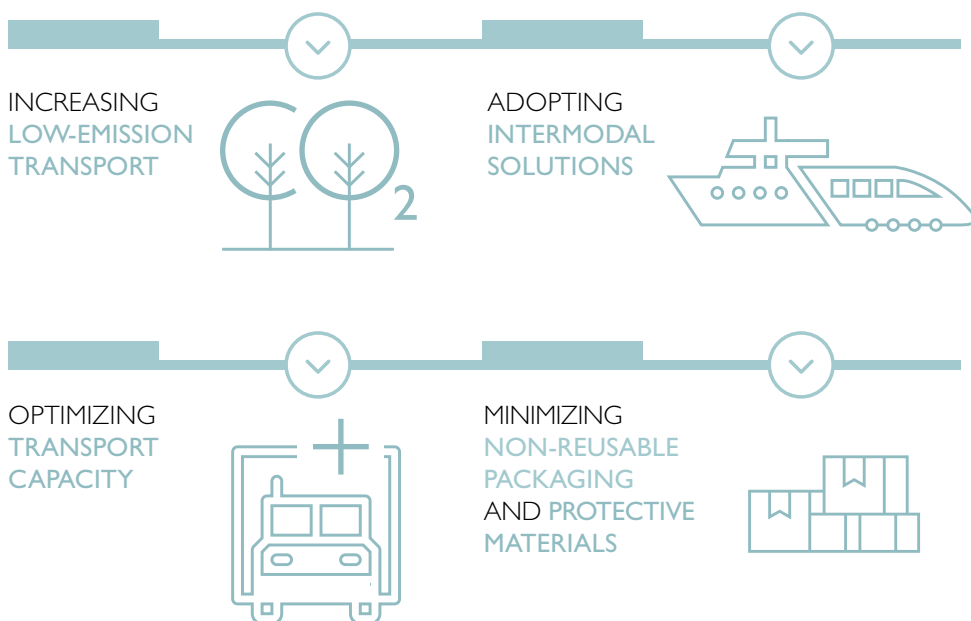 INCREASING
LOW-EMISSION
TRANSPORT
2
ADOPTING
INTERMODAL
SOLUTIONS
OPTIMIZING
TRANSPORT
CAPACITY
MINIMIZING
NON-REUSABLE
PACKAGING
AND PROTECTIVE
MATERIALS